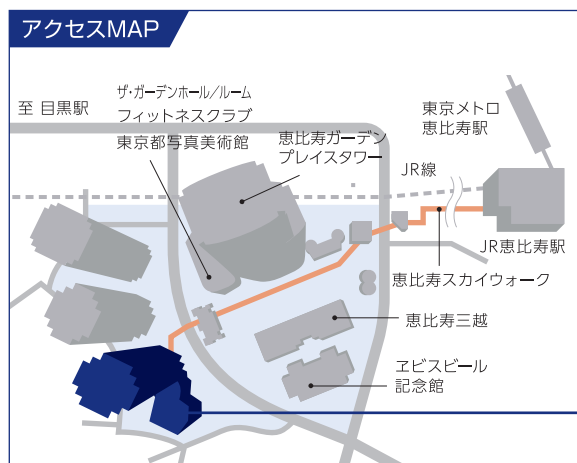 アクセスMAP
至 目黒駅
ザ・ガーデンホール／ルーム
フィットネスクラブ
東京都写真美術館
恵比寿ガーデン
プレイスタワー
東京メトロ
恵比寿駅
JR線
JR恵比寿駅
恵比寿スカイウォーク
恵比寿三越
ヱビスビール
記念館